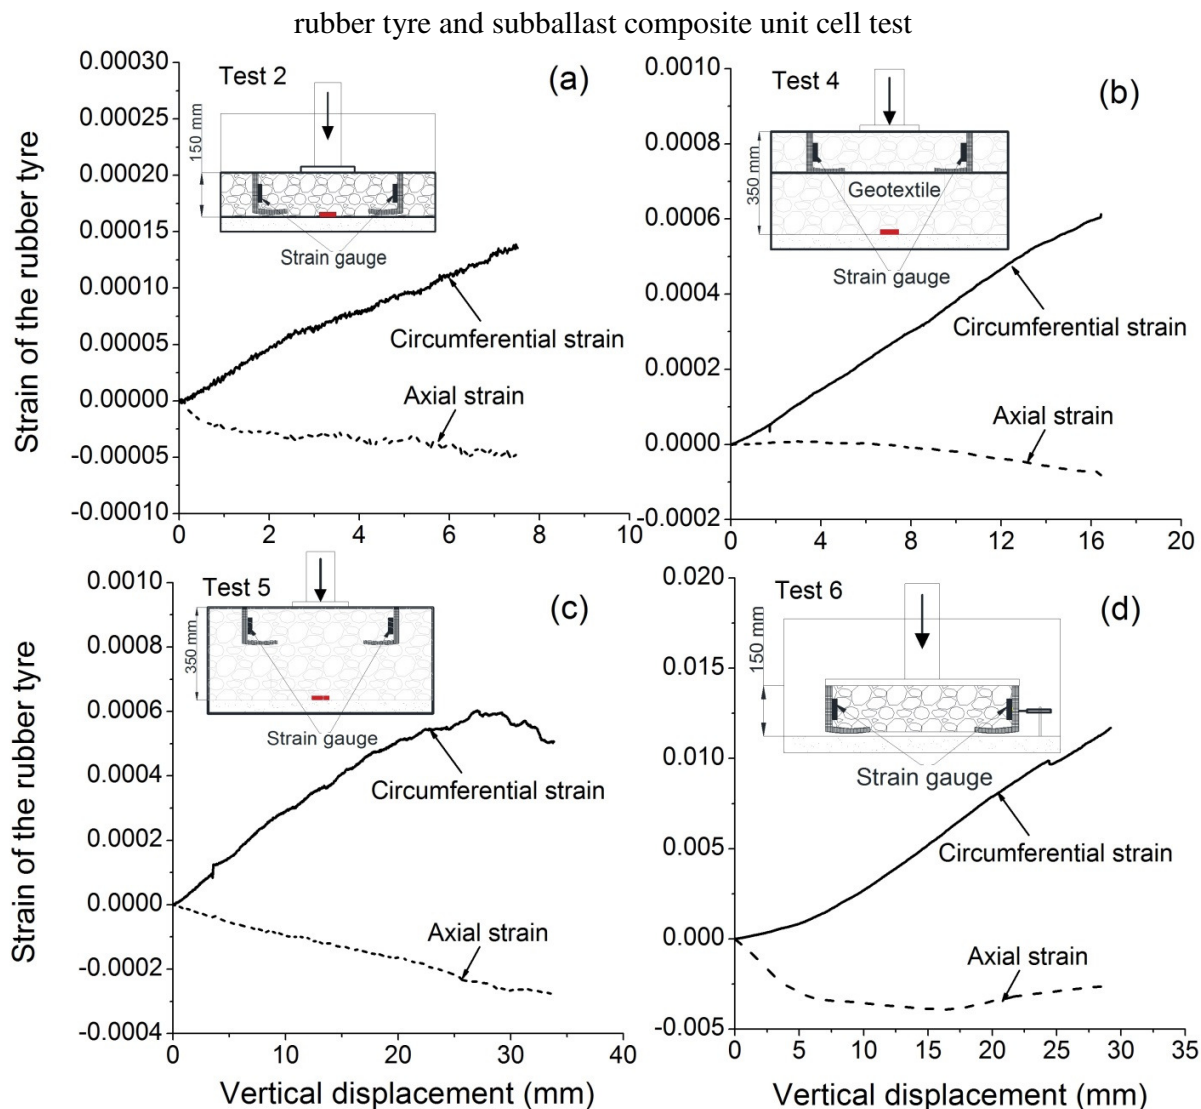 rubber tyre and subballast composite unit cell test
Strain of the rubber tyre
0.00030
0.00025
0.00020
0.00015
0.00010
0.00005
0.00000
-0.00005
-0.00010
Test 2
(a)
150 mm
Strain gauge
Circumferential strain
Axial strain
0
2
4
6
8
10
0.0010
0.0008
0.0006
0.0004
0.0002
0.0000
-0.0002
Test 4
(b)
350 mm
Geotextile
Strain gauge
Circumferential strain
Axial strain
0
4
8
12
16
20
Strain of the rubber tyre
0.0010
0.0008
0.0006
0.0004
0.0002
0.0000
-0.0002
-0.0004
Test 5
(c)
350 mm
Strain gauge
Circumferential strain
Axial strain
0
10
20
30
40
Vertical displacement (mm)
0.020
0.015
0.010
0.005
0.000
-0.005
Test 6
(d)
150 mm
Strain gauge
Circumferential strain
Axial strain
0
5
10
15
20
25
30
35
Vertical displacement (mm)